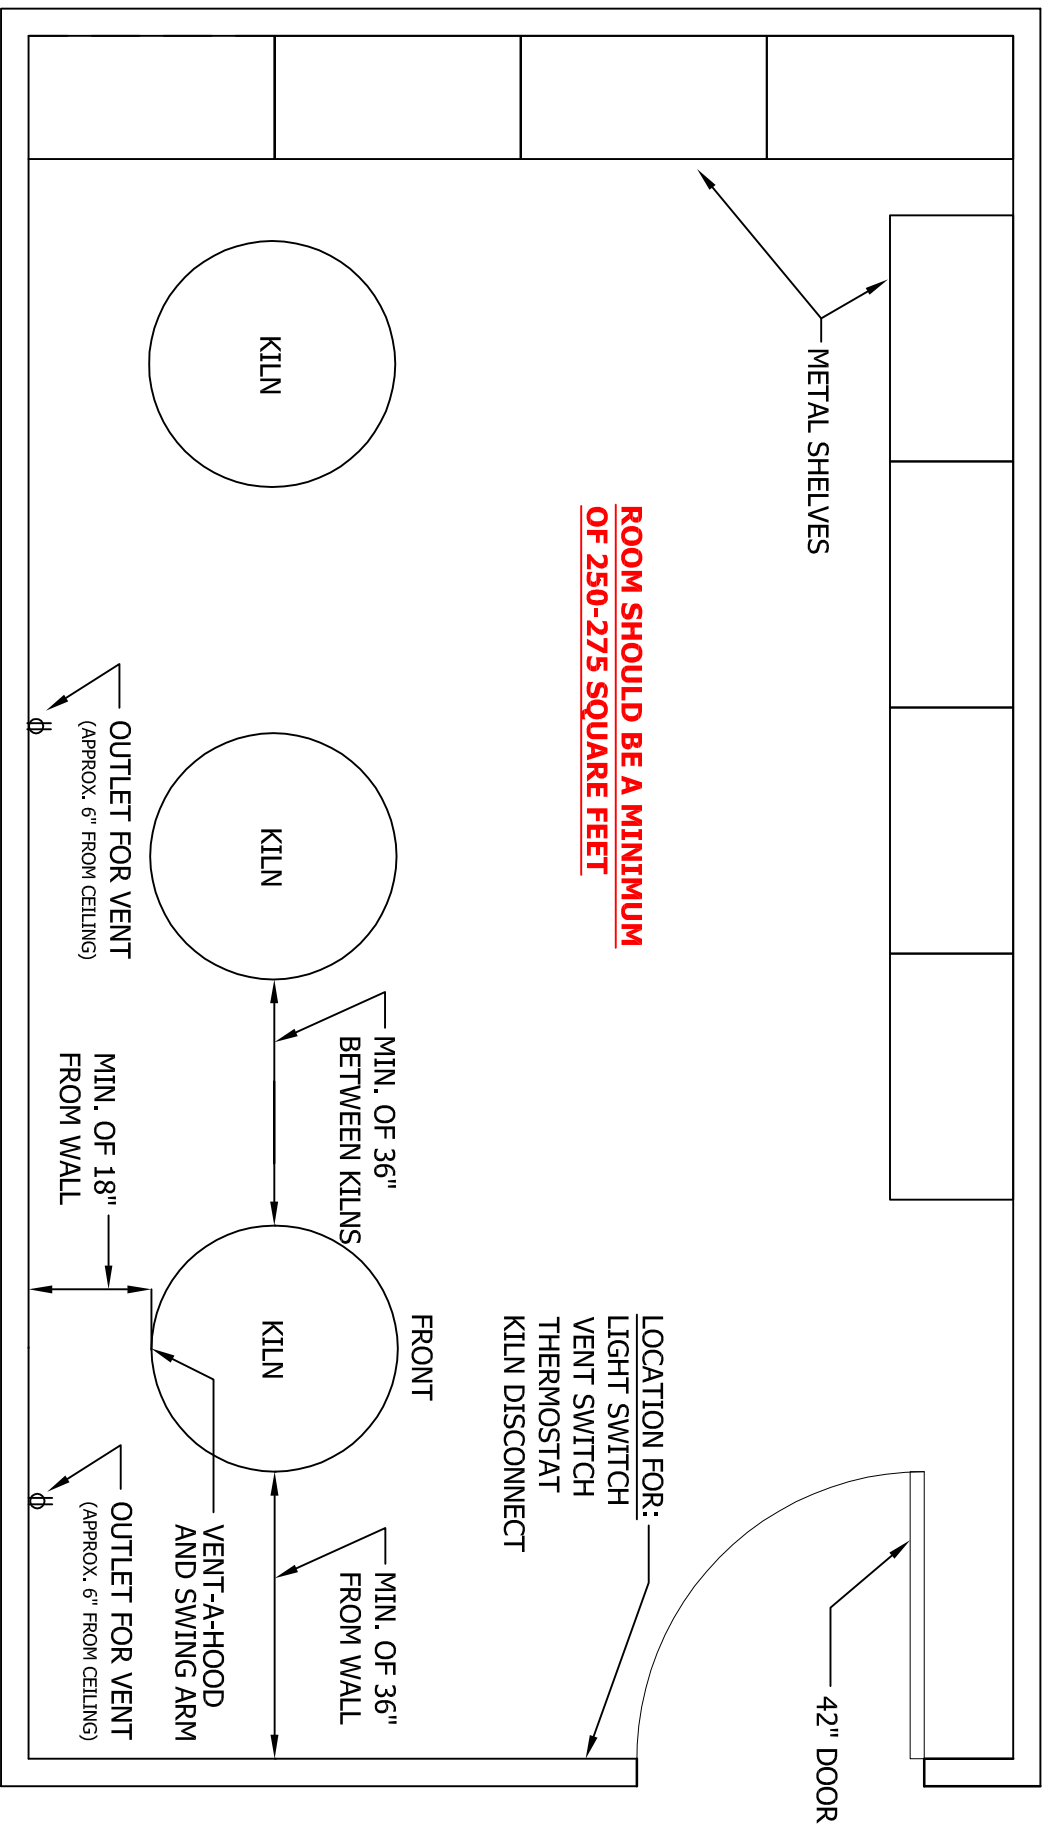 METAL SHELVES
42" DOOR
ROOM SHOULD BE A MINIMUM
OF 250-275 SQUARE FEET
LOCATION FOR:
LIGHT SWITCH
VENT SWITCH
THERMOSTAT
KILN DISCONNECT
FRONT
MIN. OF 36"
BETWEEN KILNS
MIN. OF 36"
FROM WALL
KILN
KILN
KILN
VENT-A-HOOD
AND SWING ARM
OUTLET FOR VENT
(APPROX. 6" FROM CEILING)
MIN. OF 18"
FROM WALL
OUTLET FOR VENT
(APPROX. 6" FROM CEILING)